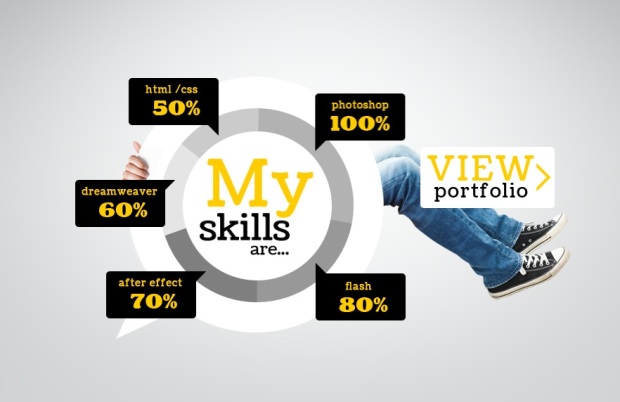 html /css
50%
photoshop
100%
dreamweaver
60%
My
skills
are...
VIEW
portfolio
after effect
70%
flash
80%